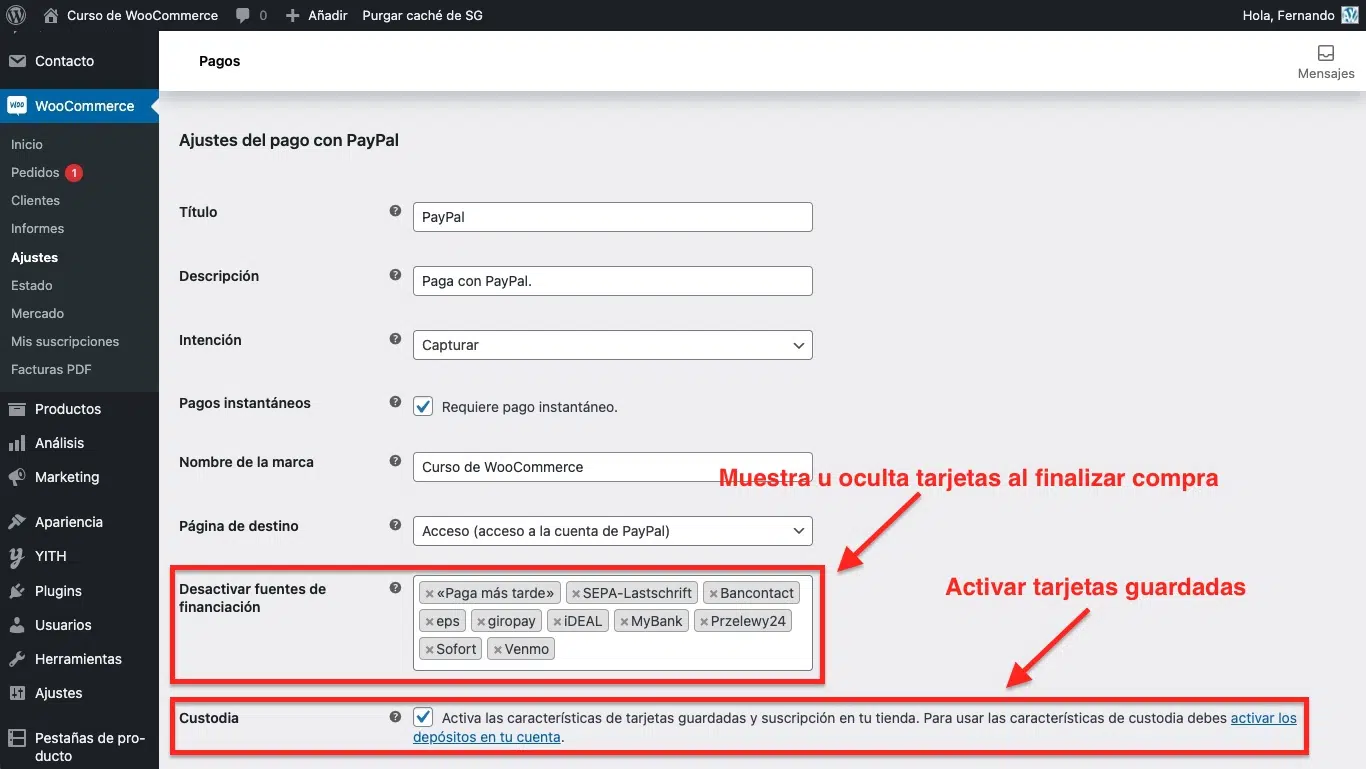 Curso de WooCommerce 0 Añadir Purgar caché de SG Hola, Fernando
Contacto
WooCommerce
Inicio
Pedidos 1
Clientes
Informes
Ajustes
Estado
Mercado
Mis suscripciones
Facturas PDF
Productos
Análisis
Marketing
Apariencia
YITH
Plugins
Usuarios
Herramientas
Ajustes
Pestañas de pro-
ducto
Pagos
Mensajes
Ajustes del pago con PayPal
Título ? PayPal
Descripción ? Paga con PayPal.
Intención ? Capturar
Pagos instantáneos ? Requiere pago instantáneo.
Nombre de la marca ? Curso de WooCommerce
Muestra u oculta tarjetas al finalizar compra
Página de destino ? Acceso (acceso a la cuenta de PayPal)
Activar tarjetas guardadas
Desactivar fuentes de
financiación
? × «Paga más tarde» × SEPA-Lastschrift × Bancontact
× eps × giropay × iDEAL × MyBank × Przelewy24
× Sofort × Venmo
Custodia ? Activa las características de tarjetas guardadas y suscripción en tu tienda. Para usar las características de custodia debes activar los
depósitos en tu cuenta.